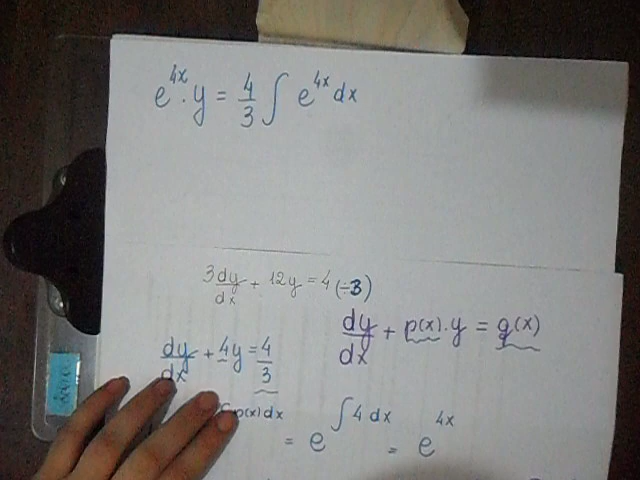 e^{4x} · y = 4/3 ∫ e^{4x} dx
3 dy/dx + 12y = 4 (÷3)
dy/dx + p(x) · y = q(x)
dy/dx + 4y = 4/3
∫p(x)dx = e^{∫4 dx} = e^{4x}